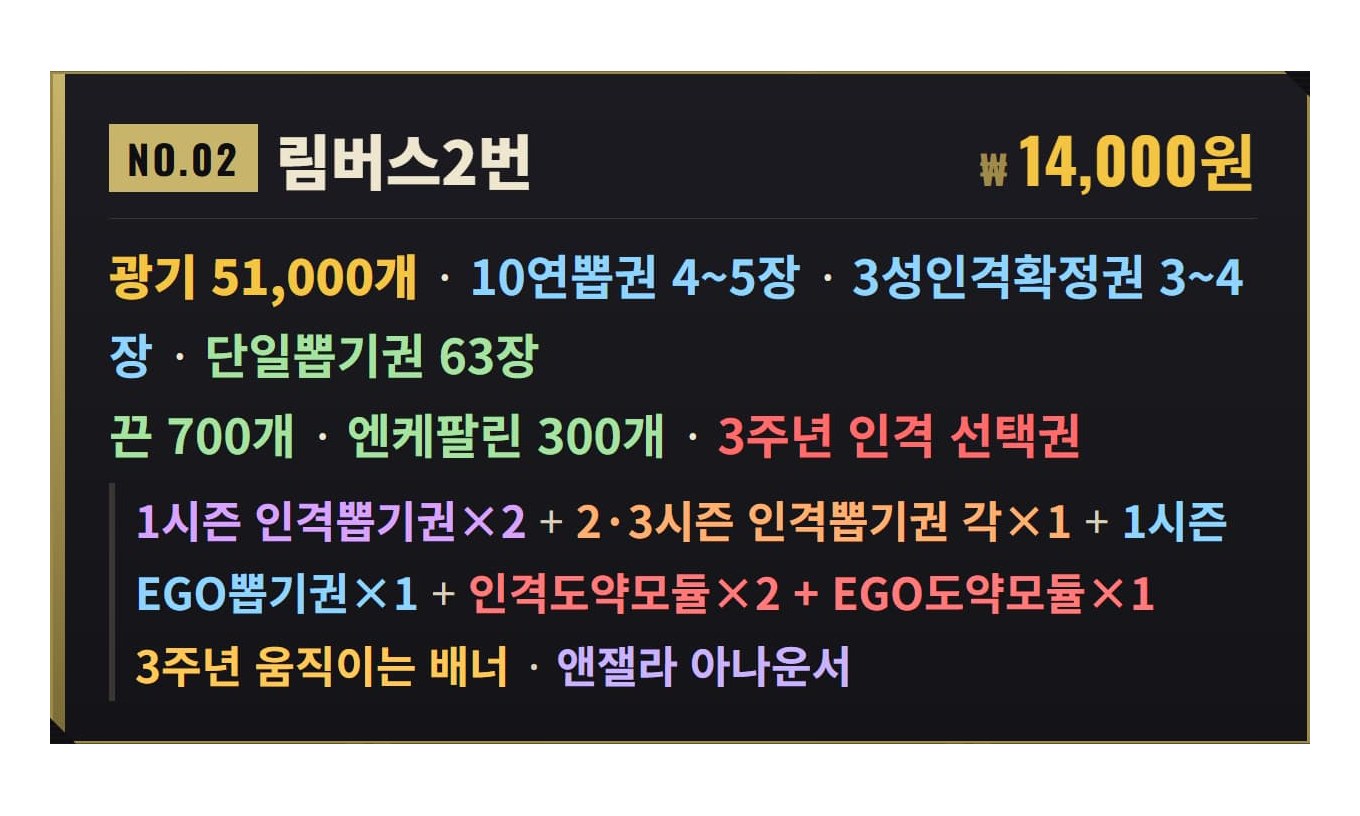 NO.02 림버스2번 ₩ 14,000원
광기 51,000개 · 10연뽑권 4~5장 · 3성인격확정권 3~4
장 · 단일뽑기권 63장
끈 700개 · 엔케팔린 300개 · 3주년 인격 선택권
1시즌 인격뽑기권×2 + 2·3시즌 인격뽑기권 각×1 + 1시즌
EGO뽑기권×1 + 인격도약모듈×2 + EGO도약모듈×1
3주년 움직이는 배너 · 앤잴라 아나운서